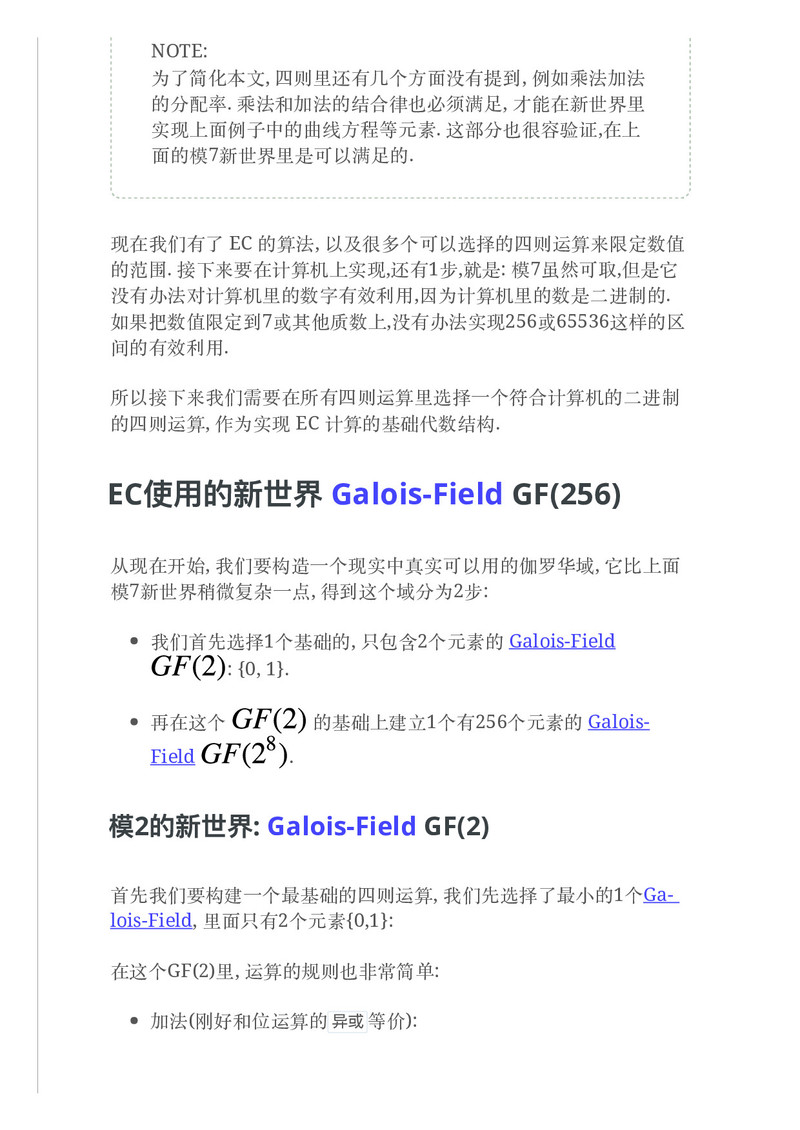 NOTE:
为了简化本文, 四则里还有几个方面没有提到, 例如乘法加法
的分配率. 乘法和加法的结合律也必须满足, 才能在新世界里
实现上面例子中的曲线方程等元素. 这部分也很容验证,在上
面的模7新世界里是可以满足的.
现在我们有了 EC 的算法, 以及很多个可以选择的四则运算来限定数值
的范围. 接下来要在计算机上实现,还有1步,就是: 模7虽然可取,但是它
没有办法对计算机里的数字有效利用,因为计算机里的数是二进制的.
如果把数值限定到7或其他质数上,没有办法实现256或65536这样的区
间的有效利用.
所以接下来我们需要在所有四则运算里选择一个符合计算机的二进制
的四则运算, 作为实现 EC 计算的基础代数结构.
EC使用的新世界 Galois-Field GF(256)
从现在开始, 我们要构造一个现实中真实可以用的伽罗华域, 它比上面
模7新世界稍微复杂一点, 得到这个域分为2步:
• 我们首先选择1个基础的, 只包含2个元素的 Galois-Field
GF(2): {0, 1}.
• 再在这个 GF(2) 的基础上建立1个有256个元素的 Galois-
Field GF(2⁸).
模2的新世界: Galois-Field GF(2)
首先我们要构建一个最基础的四则运算, 我们先选择了最小的1个Ga-
lois-Field, 里面只有2个元素{0,1}:
在这个GF(2)里, 运算的规则也非常简单:
• 加法(刚好和位运算的 异或 等价):